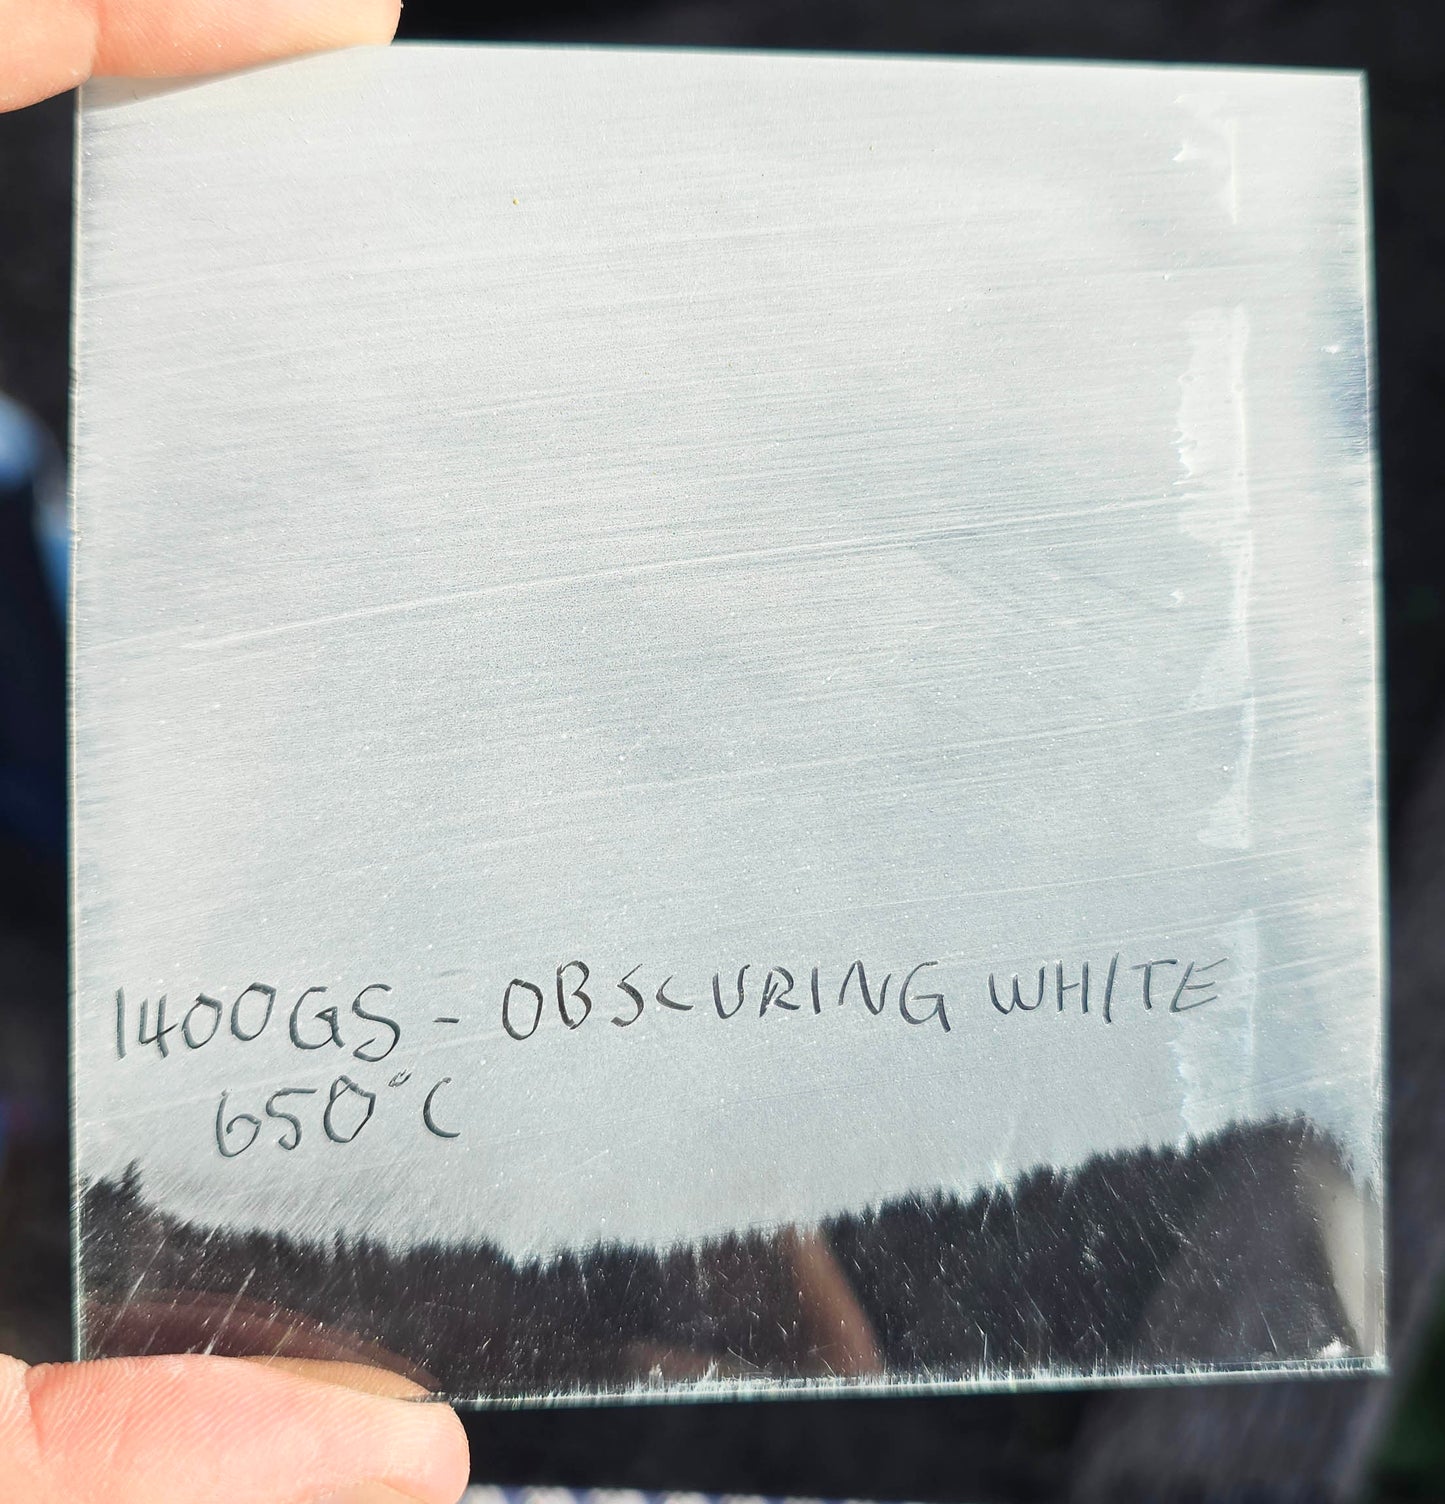 1400GS - OBSCURING WHITE
650°C